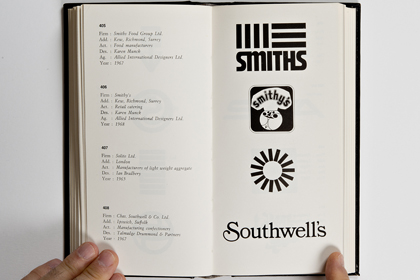 405
Firm : Smiths Food Group Ltd.
Add. : Kew, Richmond, Surrey
Act. : Food manufacturers
Des. : Karen Munck
Ag. : Allied International Designers Ltd.
Year : 1967
406
Firm : Smithy's
Add. : Kew, Richmond, Surrey
Act. : Retail catering
Des. : Karen Munck
Ag. : Allied International Designers Ltd.
Year : 1968
407
Firm : Solite Ltd.
Add. : London
Act. : Manufacturers of light weight aggregate
Des. : Ian Bradbery
Year : 1963
408
Firm : Chas. Southwell & Co. Ltd.
Add. : Ipswich, Suffolk
Act. : Manufacturing confectioners
Des. : Talmadge Drummond & Partners
Year : 1967
SMITHS
smithy's
Southwell's